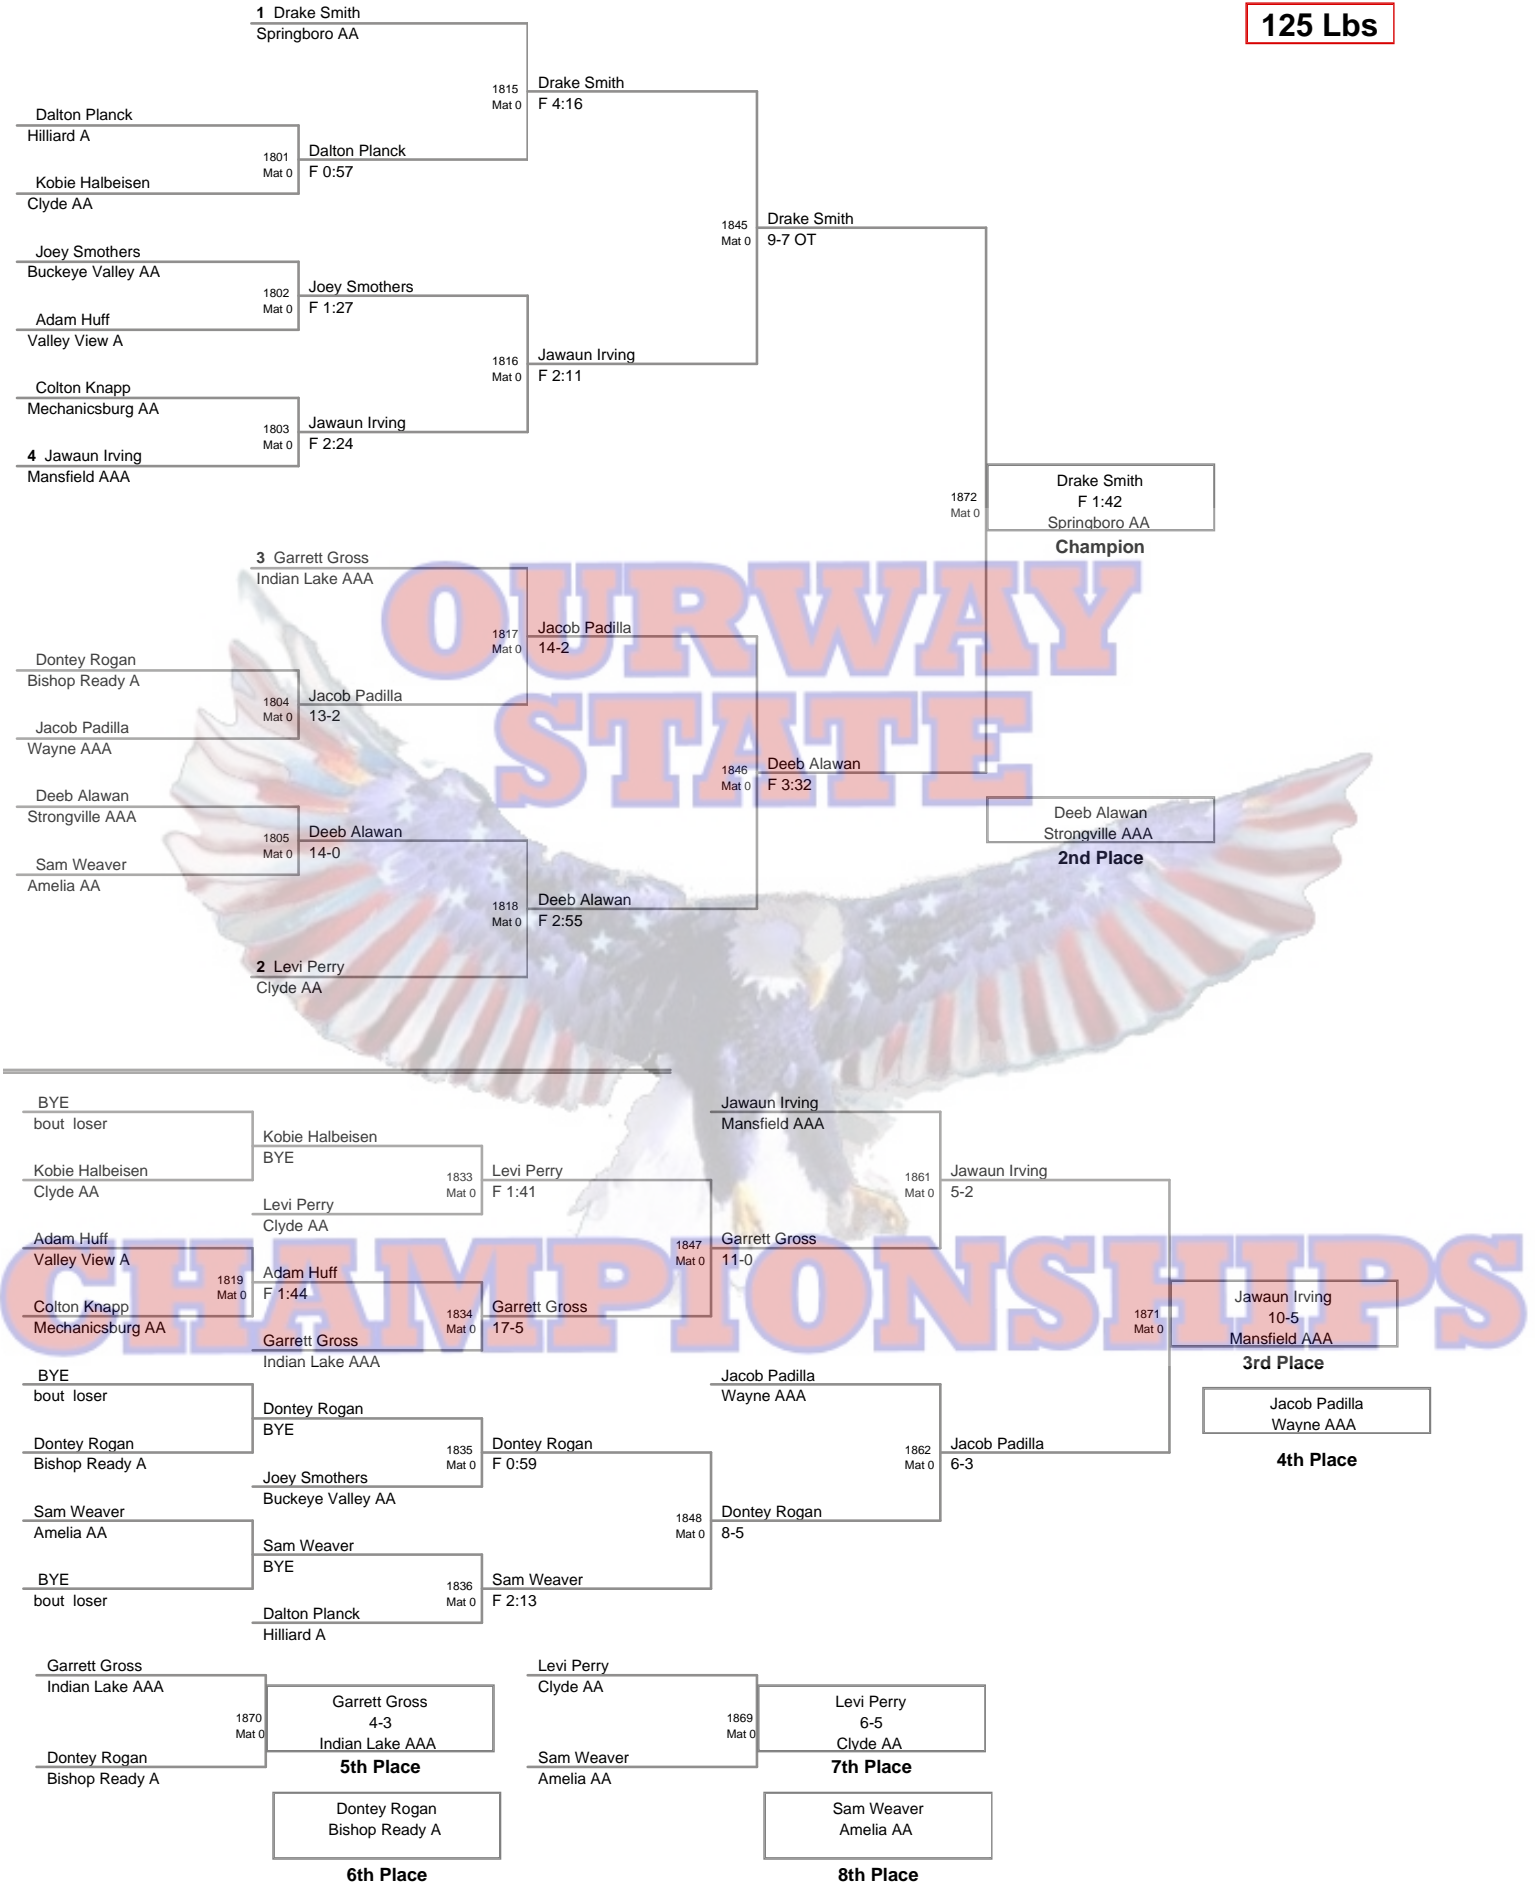 125 Lbs
1 Drake Smith
Springboro AA
1815
Mat 0
Drake Smith
F 4:16
Dalton Planck
Hilliard A
1801
Mat 0
Dalton Planck
F 0:57
Kobie Halbeisen
Clyde AA
1845
Mat 0
Drake Smith
9-7 OT
Joey Smothers
Buckeye Valley AA
1802
Mat 0
Joey Smothers
F 1:27
Adam Huff
Valley View A
1816
Mat 0
Jawaun Irving
F 2:11
Colton Knapp
Mechanicsburg AA
1803
Mat 0
Jawaun Irving
F 2:24
4 Jawaun Irving
Mansfield AAA
1872
Mat 0
Drake Smith
F 1:42
Springboro AA
Champion
3 Garrett Gross
Indian Lake AAA
OURWAY
STATE
1817
Mat 0
Jacob Padilla
14-2
Dontey Rogan
Bishop Ready A
1804
Mat 0
Jacob Padilla
13-2
Jacob Padilla
Wayne AAA
1846
Mat 0
Deeb Alawan
F 3:32
Deeb Alawan
Strongville AAA
1805
Mat 0
Deeb Alawan
14-0
Deeb Alawan
Strongville AAA
2nd Place
Sam Weaver
Amelia AA
1818
Mat 0
Deeb Alawan
F 2:55
2 Levi Perry
Clyde AA
BYE
bout loser
Kobie Halbeisen
BYE
Kobie Halbeisen
Clyde AA
1833
Mat 0
Levi Perry
F 1:41
Levi Perry
Clyde AA
Jawaun Irving
Mansfield AAA
1861
Mat 0
Jawaun Irving
5-2
CHAMPIONSHIPS
Adam Huff
Valley View A
1819
Mat 0
Adam Huff
F 1:44
Colton Knapp
Mechanicsburg AA
1834
Mat 0
Garrett Gross
17-5
Garrett Gross
Indian Lake AAA
1847
Mat 0
Garrett Gross
11-0
1871
Mat 0
Jawaun Irving
10-5
Mansfield AAA
3rd Place
Jacob Padilla
Wayne AAA
4th Place
BYE
bout loser
Dontey Rogan
BYE
Dontey Rogan
Bishop Ready A
1835
Mat 0
Dontey Rogan
F 0:59
Joey Smothers
Buckeye Valley AA
Jacob Padilla
Wayne AAA
1862
Mat 0
Jacob Padilla
6-3
Sam Weaver
Amelia AA
1848
Mat 0
Dontey Rogan
8-5
Sam Weaver
BYE
BYE
bout loser
1836
Mat 0
Sam Weaver
F 2:13
Dalton Planck
Hilliard A
Garrett Gross
Indian Lake AAA
1870
Mat 0
Garrett Gross
4-3
Indian Lake AAA
5th Place
Dontey Rogan
Bishop Ready A
Dontey Rogan
Bishop Ready A
6th Place
Levi Perry
Clyde AA
1869
Mat 0
Levi Perry
6-5
Clyde AA
7th Place
Sam Weaver
Amelia AA
Sam Weaver
Amelia AA
8th Place